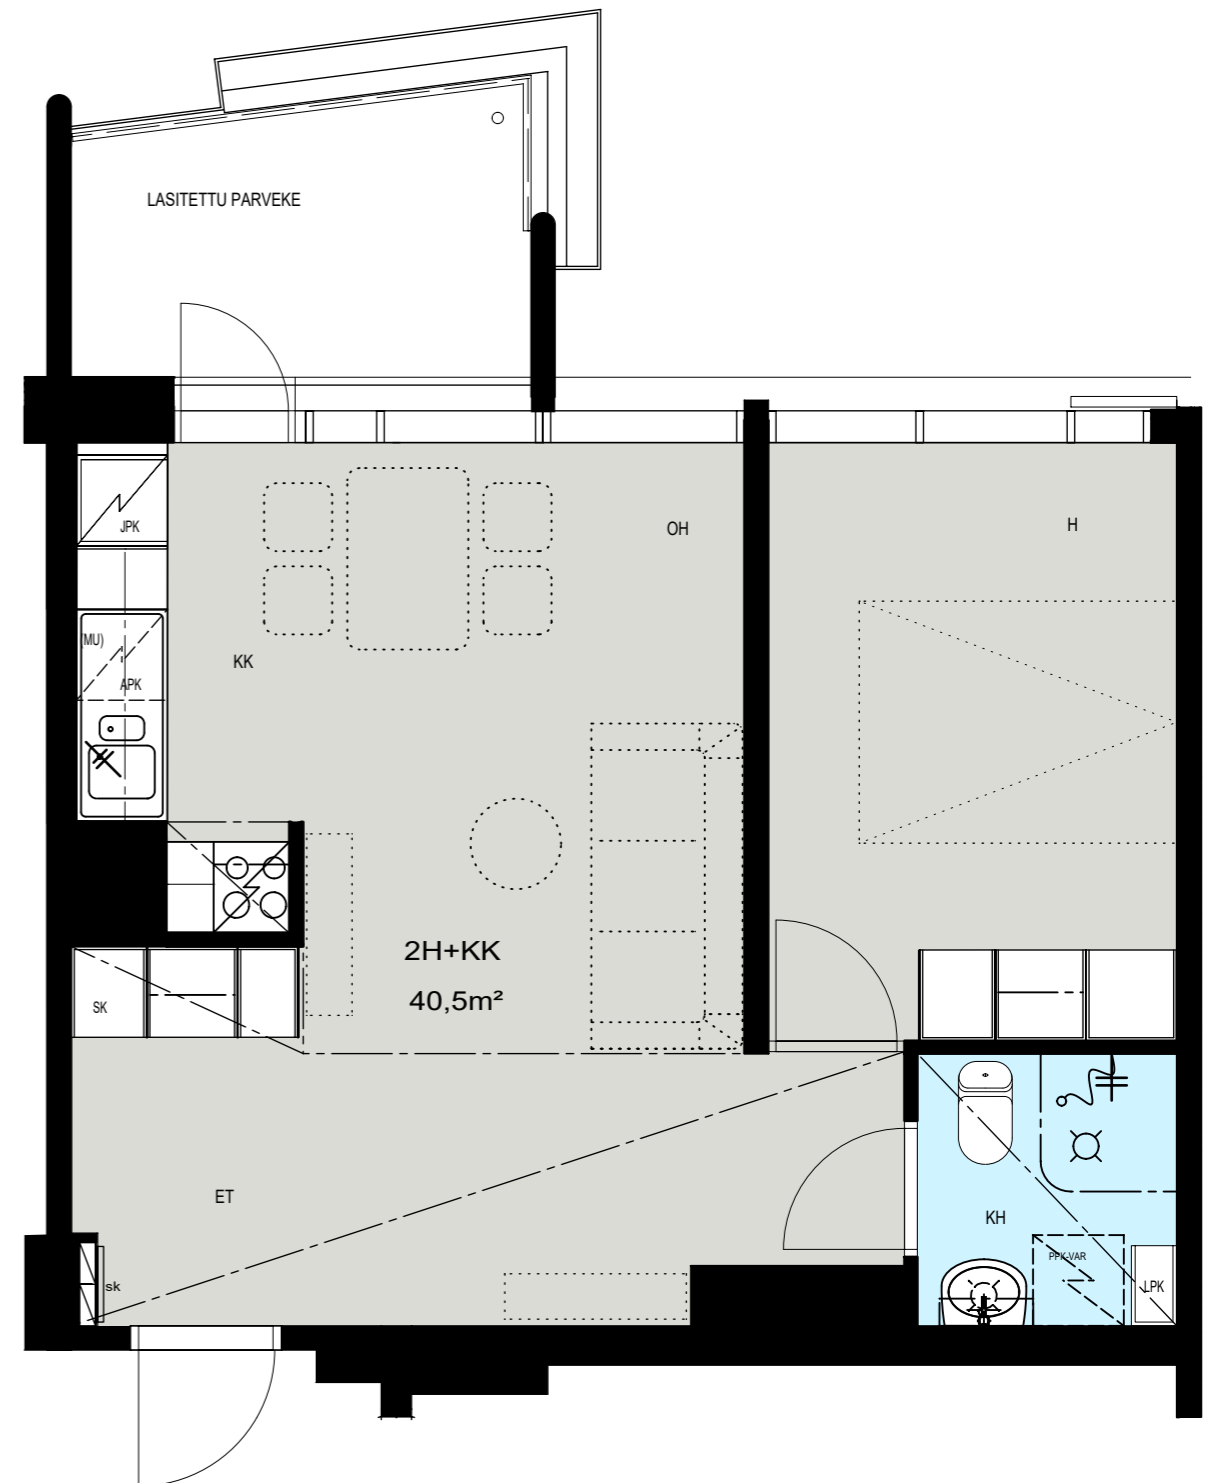 LASITETTU PARVEKE
JPK
OH
H
(MU)
KK
APK
2H+KK
40,5m²
SK
ET
KH
PPK-VAR
sk
LPK